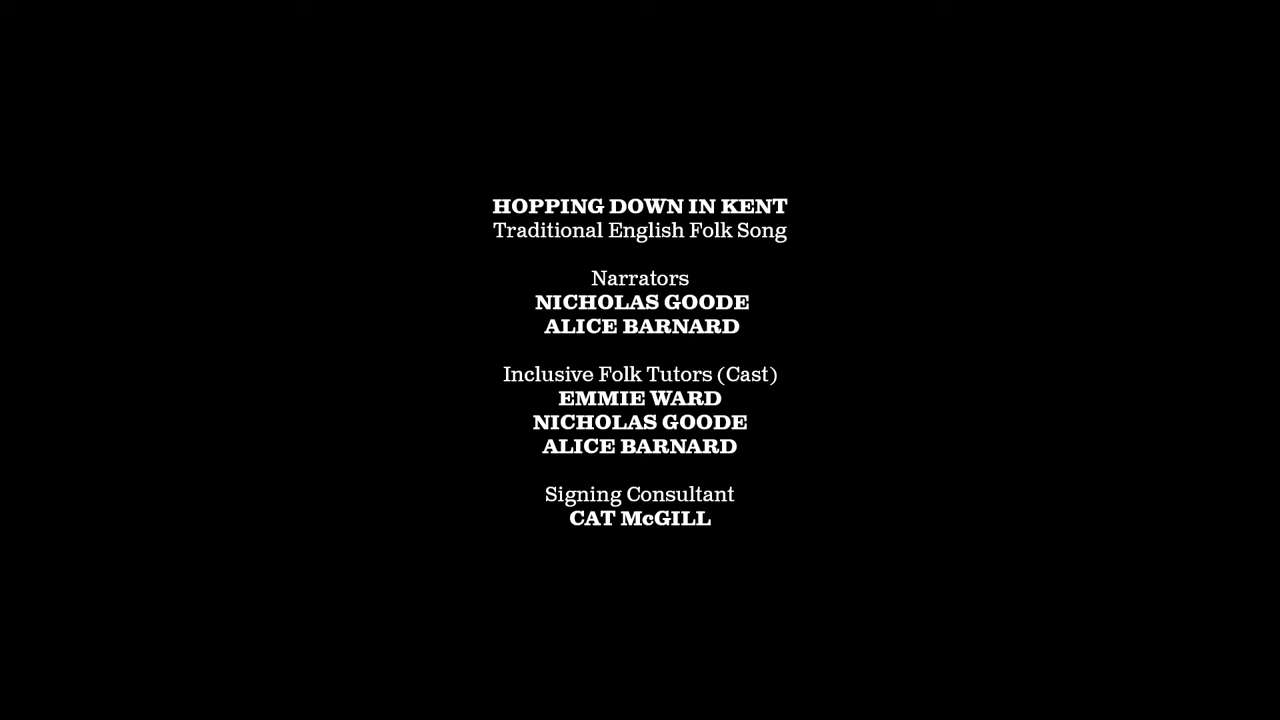 HOPPING DOWN IN KENT
Traditional English Folk Song
Narrators
NICHOLAS GOODE
ALICE BARNARD
Inclusive Folk Tutors (Cast)
EMMIE WARD
NICHOLAS GOODE
ALICE BARNARD
Signing Consultant
CAT McGILL